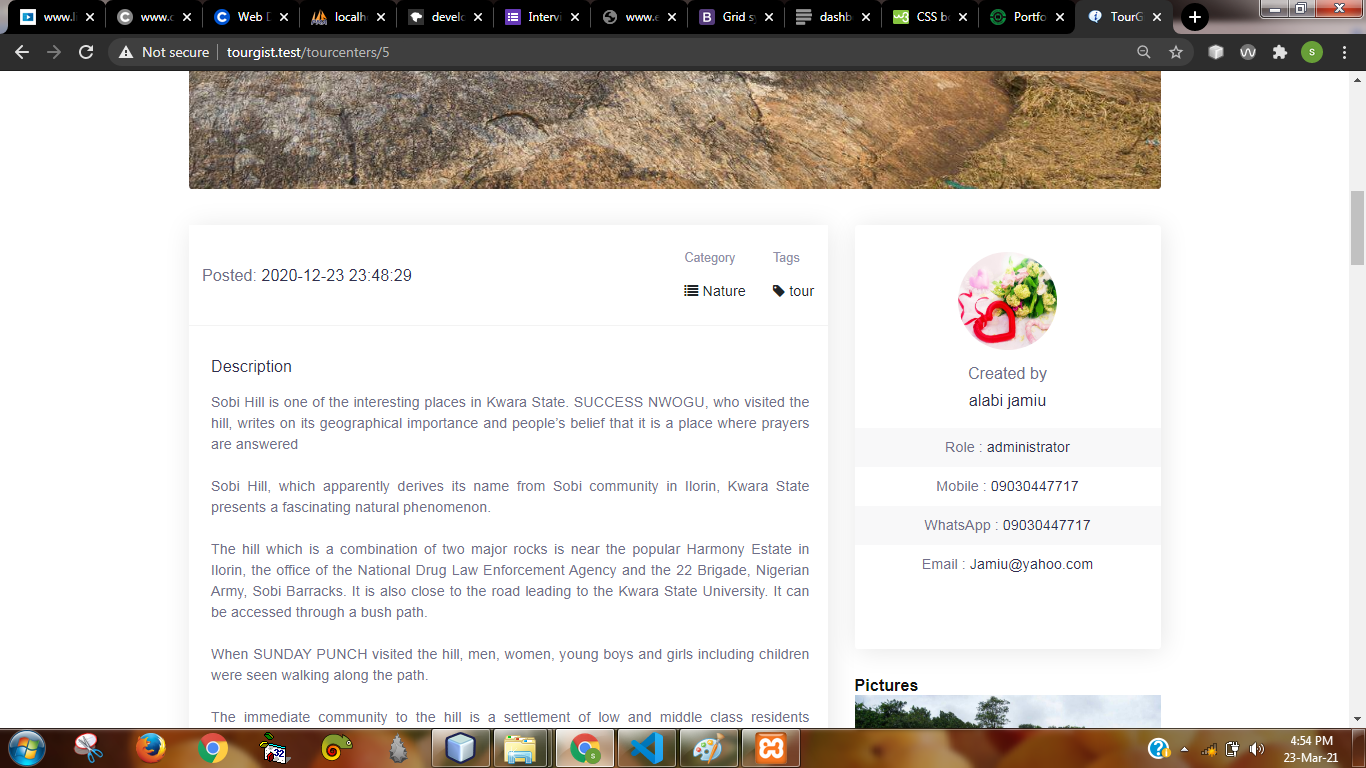 www.l
www.c
Web D
localh
develo
Intervi
www.e
Grid sy
dashb
CSS bo
Portfo
TourG
Not secure
tourgist.test/tourcenters/5
s
Posted: 2020-12-23 23:48:29
Category
Tags
Nature
tour
Description
Sobi Hill is one of the interesting places in Kwara State. SUCCESS NWOGU, who visited the
hill, writes on its geographical importance and people’s belief that it is a place where prayers
are answered
Sobi Hill, which apparently derives its name from Sobi community in Ilorin, Kwara State
presents a fascinating natural phenomenon.
The hill which is a combination of two major rocks is near the popular Harmony Estate in
Ilorin, the office of the National Drug Law Enforcement Agency and the 22 Brigade, Nigerian
Army, Sobi Barracks. It is also close to the road leading to the Kwara State University. It can
be accessed through a bush path.
When SUNDAY PUNCH visited the hill, men, women, young boys and girls including children
were seen walking along the path.
The immediate community to the hill is a settlement of low and middle class residents
Created by
alabi jamiu
Role : administrator
Mobile : 09030447717
WhatsApp : 09030447717
Email : Jamiu@yahoo.com
Pictures
4:54 PM
23-Mar-21